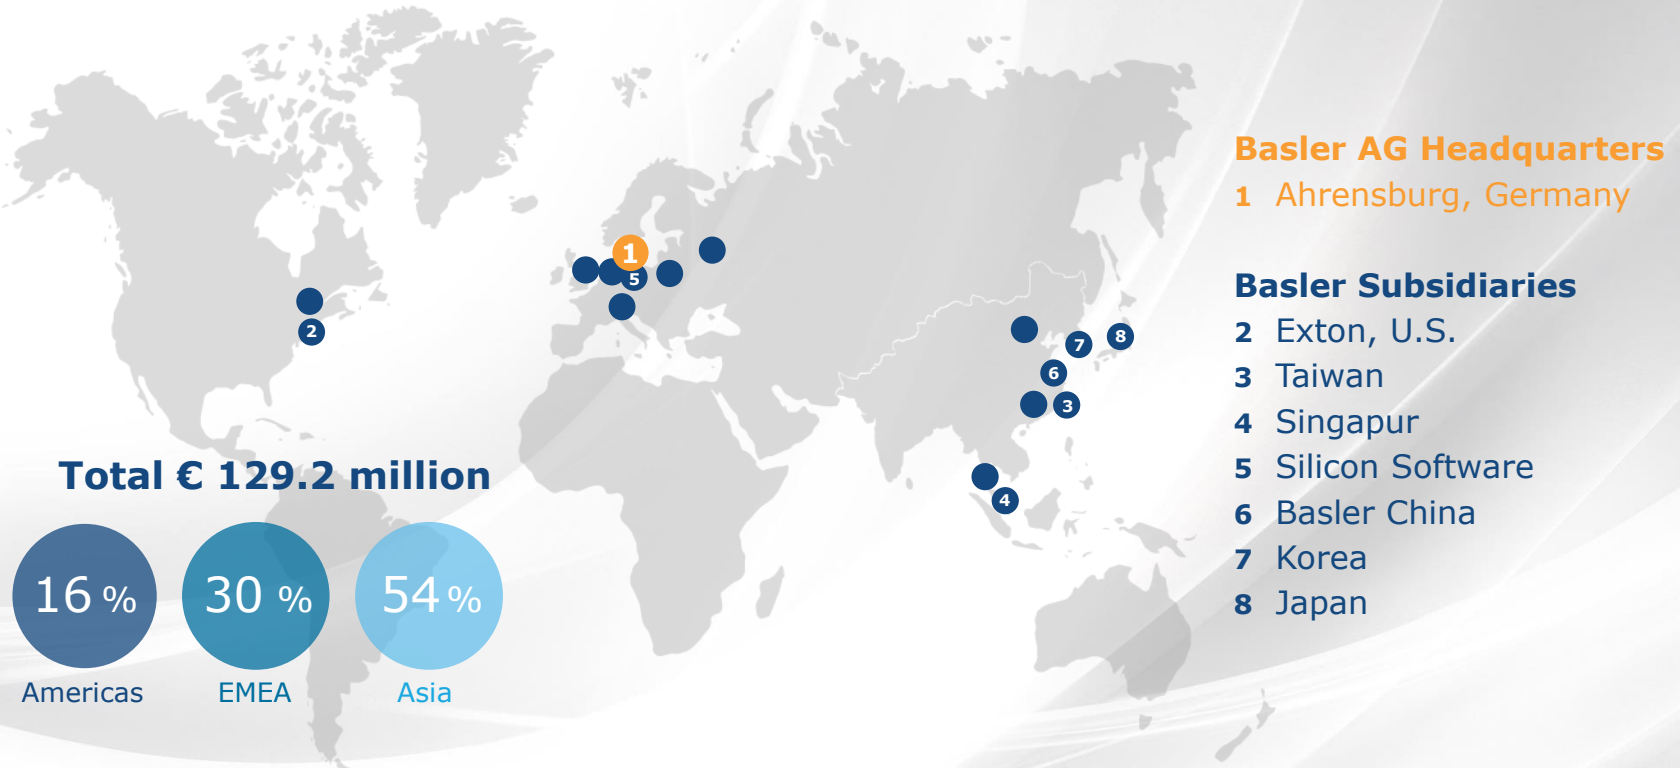 Basler AG Headquarters
1 Ahrensburg, Germany
Basler Subsidiaries
2 Exton, U.S.
3 Taiwan
4 Singapur
5 Silicon Software
6 Basler China
7 Korea
8 Japan
1
5
2
7
8
6
3
4
Total € 129.2 million
16 %
30 %
54 %
Americas
EMEA
Asia